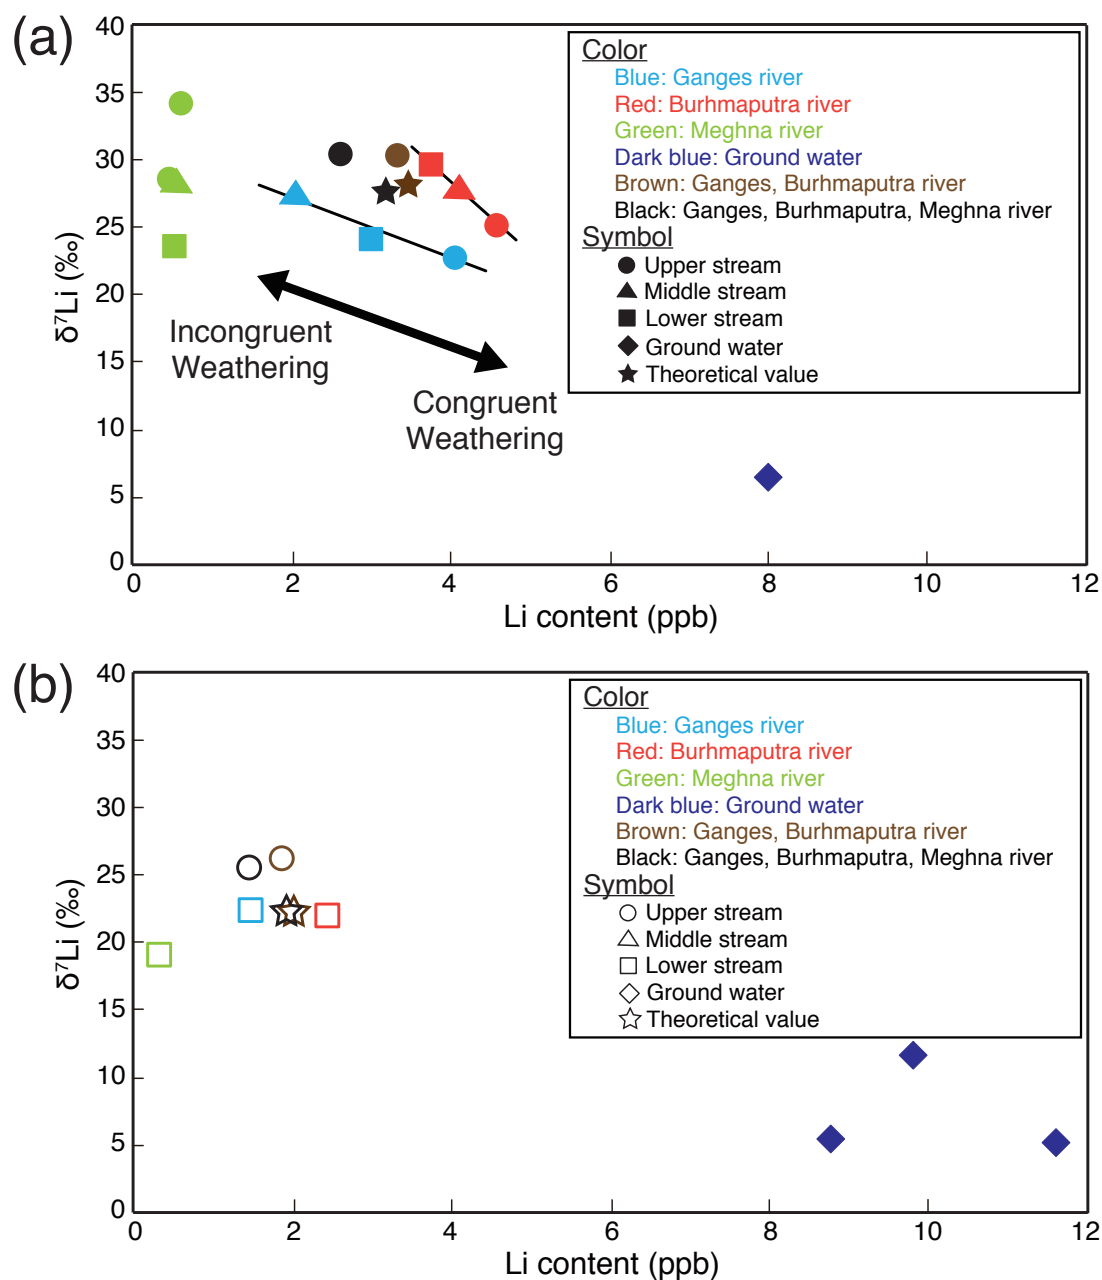 (a)
40
35
30
25
20
15
10
5
0
δ⁷Li (‰)
0 2 4 6 8 10 12
Li content (ppb)
Incongruent
Weathering
Congruent
Weathering
Color
Blue: Ganges river
Red: Burhmaputra river
Green: Meghna river
Dark blue: Ground water
Brown: Ganges, Burhmaputra river
Black: Ganges, Burhmaputra, Meghna river
Symbol
Upper stream
Middle stream
Lower stream
Ground water
Theoretical value
(b)
40
35
30
25
20
15
10
5
0
δ⁷Li (‰)
0 2 4 6 8 10 12
Li content (ppb)
Color
Blue: Ganges river
Red: Burhmaputra river
Green: Meghna river
Dark blue: Ground water
Brown: Ganges, Burhmaputra river
Black: Ganges, Burhmaputra, Meghna river
Symbol
Upper stream
Middle stream
Lower stream
Ground water
Theoretical value